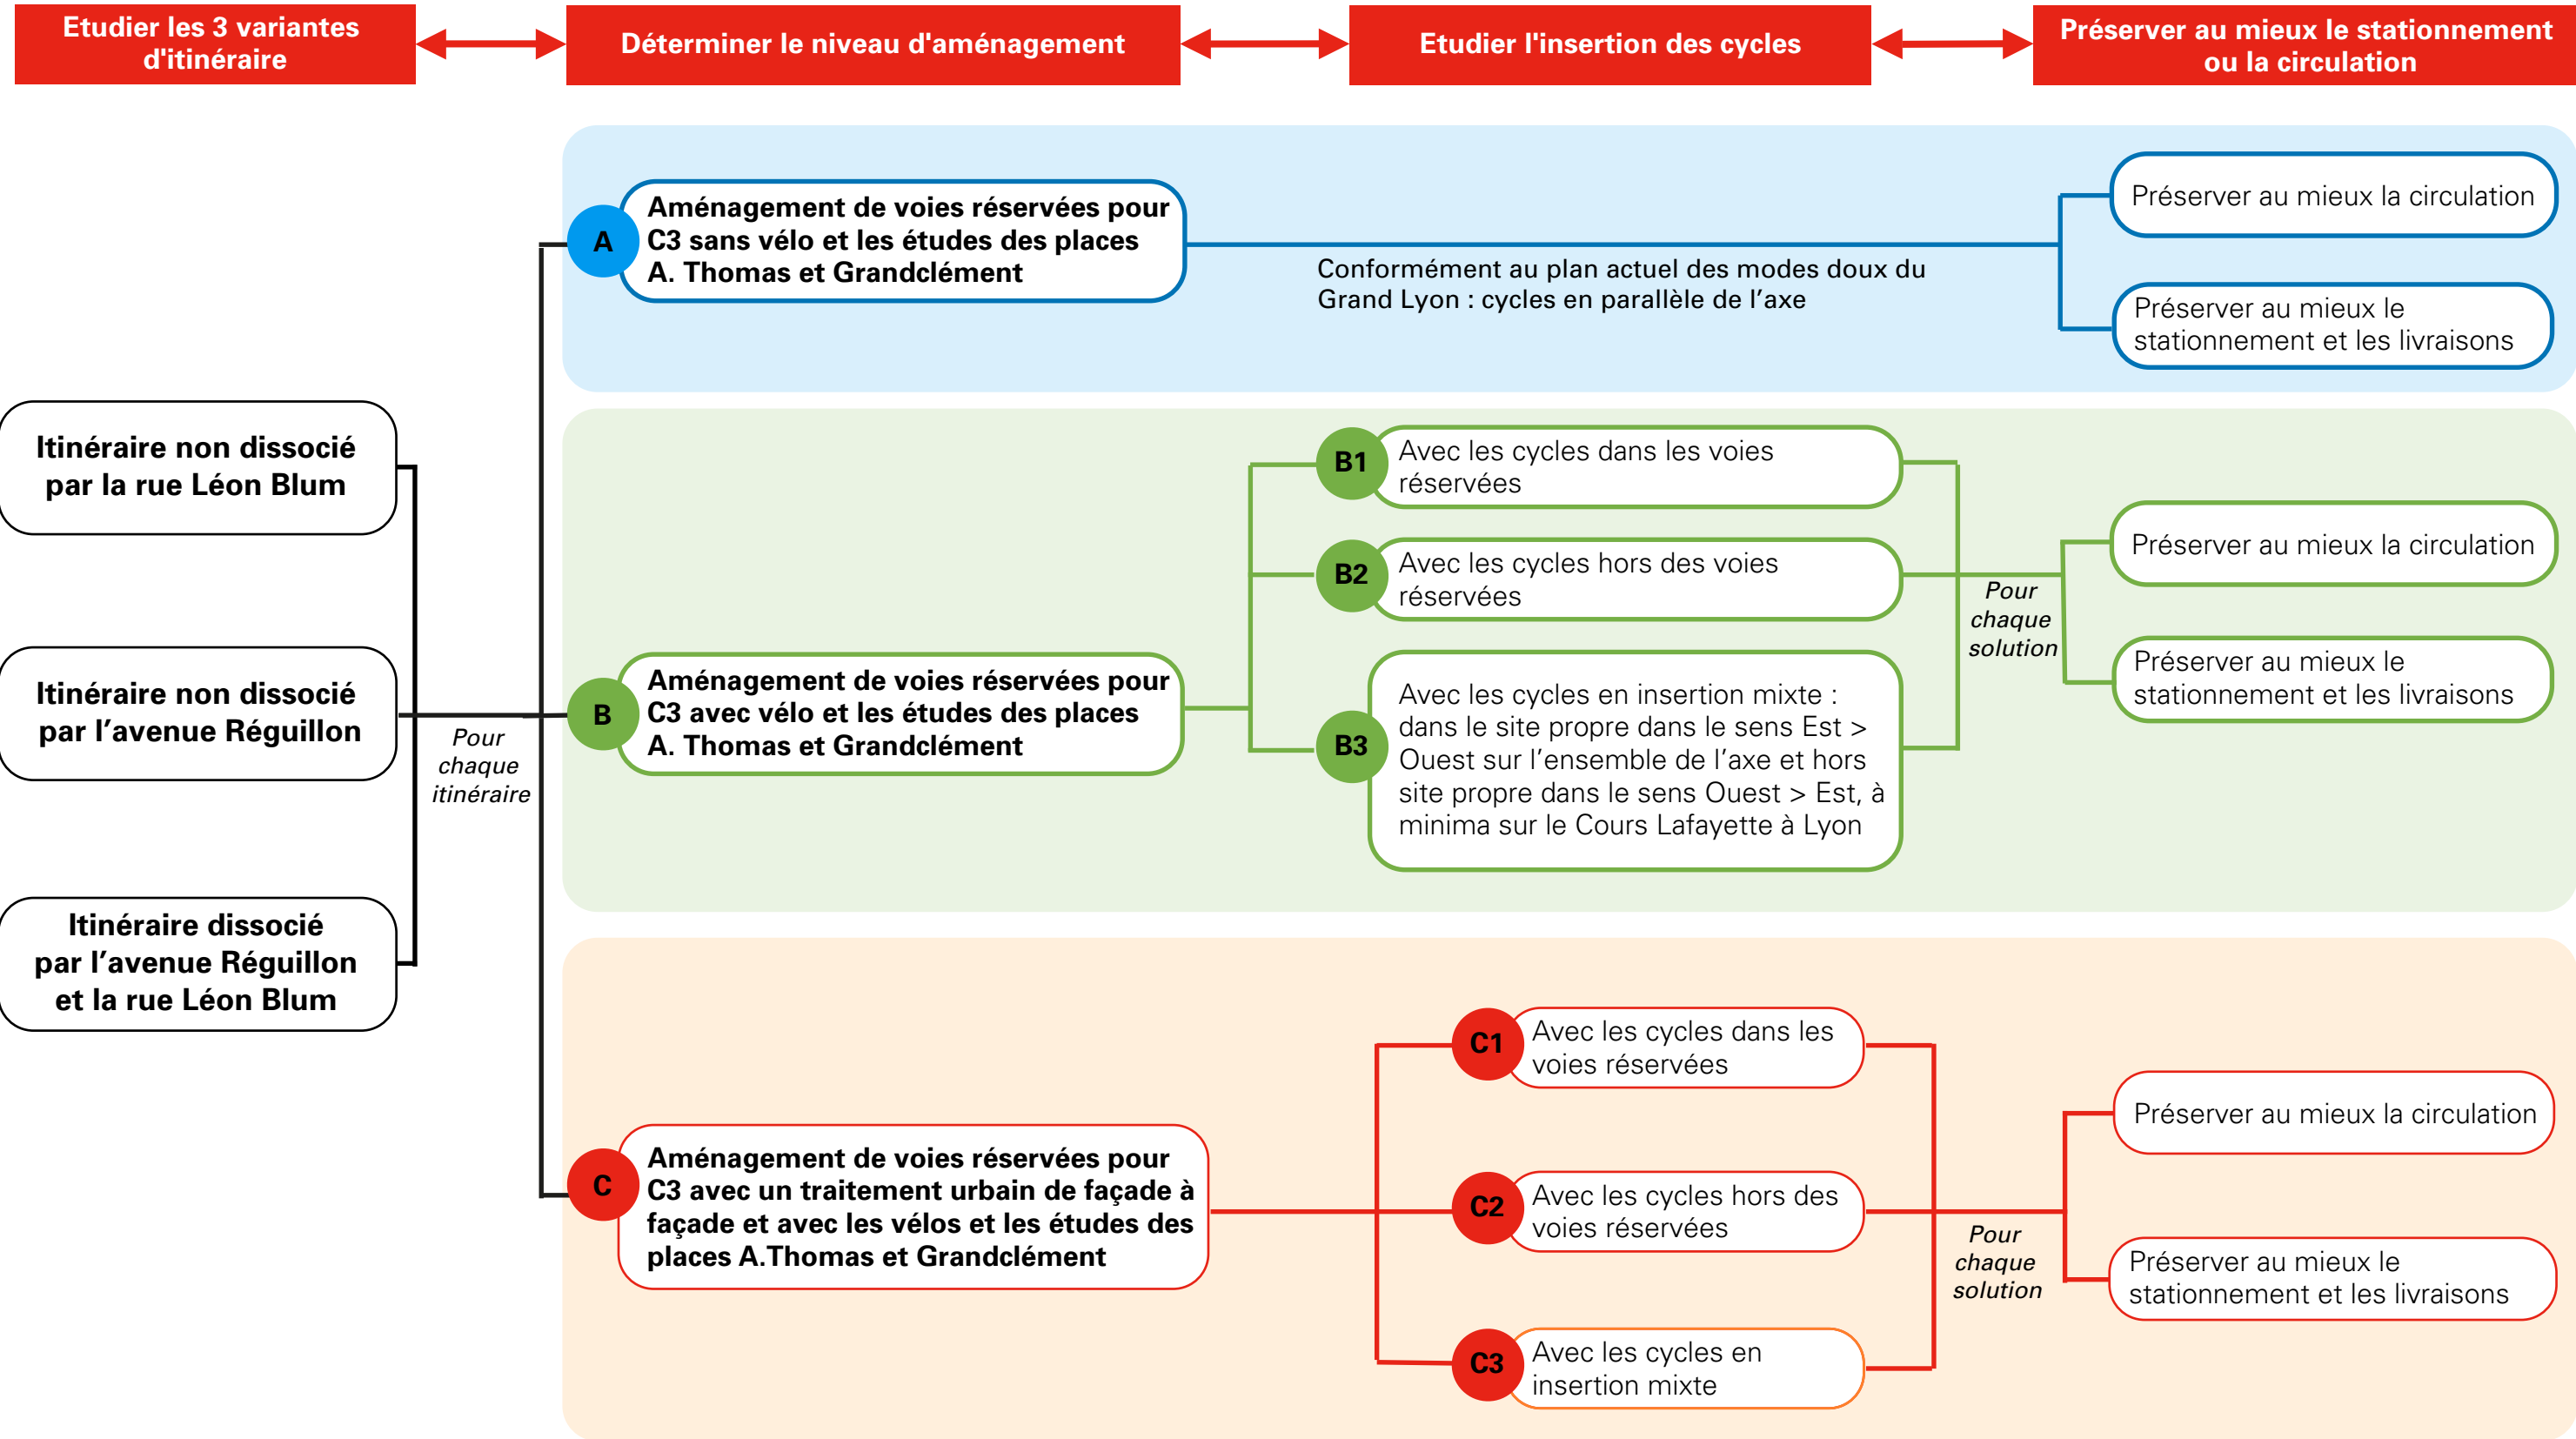 Etudier les 3 variantes
d'itinéraire
Déterminer le niveau d'aménagement
Etudier l'insertion des cycles
Préserver au mieux le stationnement
ou la circulation
Itinéraire non dissocié
par la rue Léon Blum
Itinéraire non dissocié
par l'avenue Réguillon
Itinéraire dissocié
par l'avenue Réguillon
et la rue Léon Blum
Pour
chaque
itinéraire
A
Aménagement de voies réservées pour
C3 sans vélo et les études des places
A. Thomas et Grandclément
Conformément au plan actuel des modes doux du
Grand Lyon : cycles en parallèle de l'axe
Préserver au mieux la circulation
Préserver au mieux le
stationnement et les livraisons
B
Aménagement de voies réservées pour
C3 avec vélo et les études des places
A. Thomas et Grandclément
B1
Avec les cycles dans les voies
réservées
B2
Avec les cycles hors des voies
réservées
B3
Avec les cycles en insertion mixte :
dans le site propre dans le sens Est >
Ouest sur l'ensemble de l'axe et hors
site propre dans le sens Ouest > Est, à
minima sur le Cours Lafayette à Lyon
Pour
chaque
solution
Préserver au mieux la circulation
Préserver au mieux le
stationnement et les livraisons
C
Aménagement de voies réservées pour
C3 avec un traitement urbain de façade à
façade et avec les vélos et les études des
places A.Thomas et Grandclément
C1
Avec les cycles dans les
voies réservées
C2
Avec les cycles hors des
voies réservées
C3
Avec les cycles en
insertion mixte
Pour
chaque
solution
Préserver au mieux la circulation
Préserver au mieux le
stationnement et les livraisons